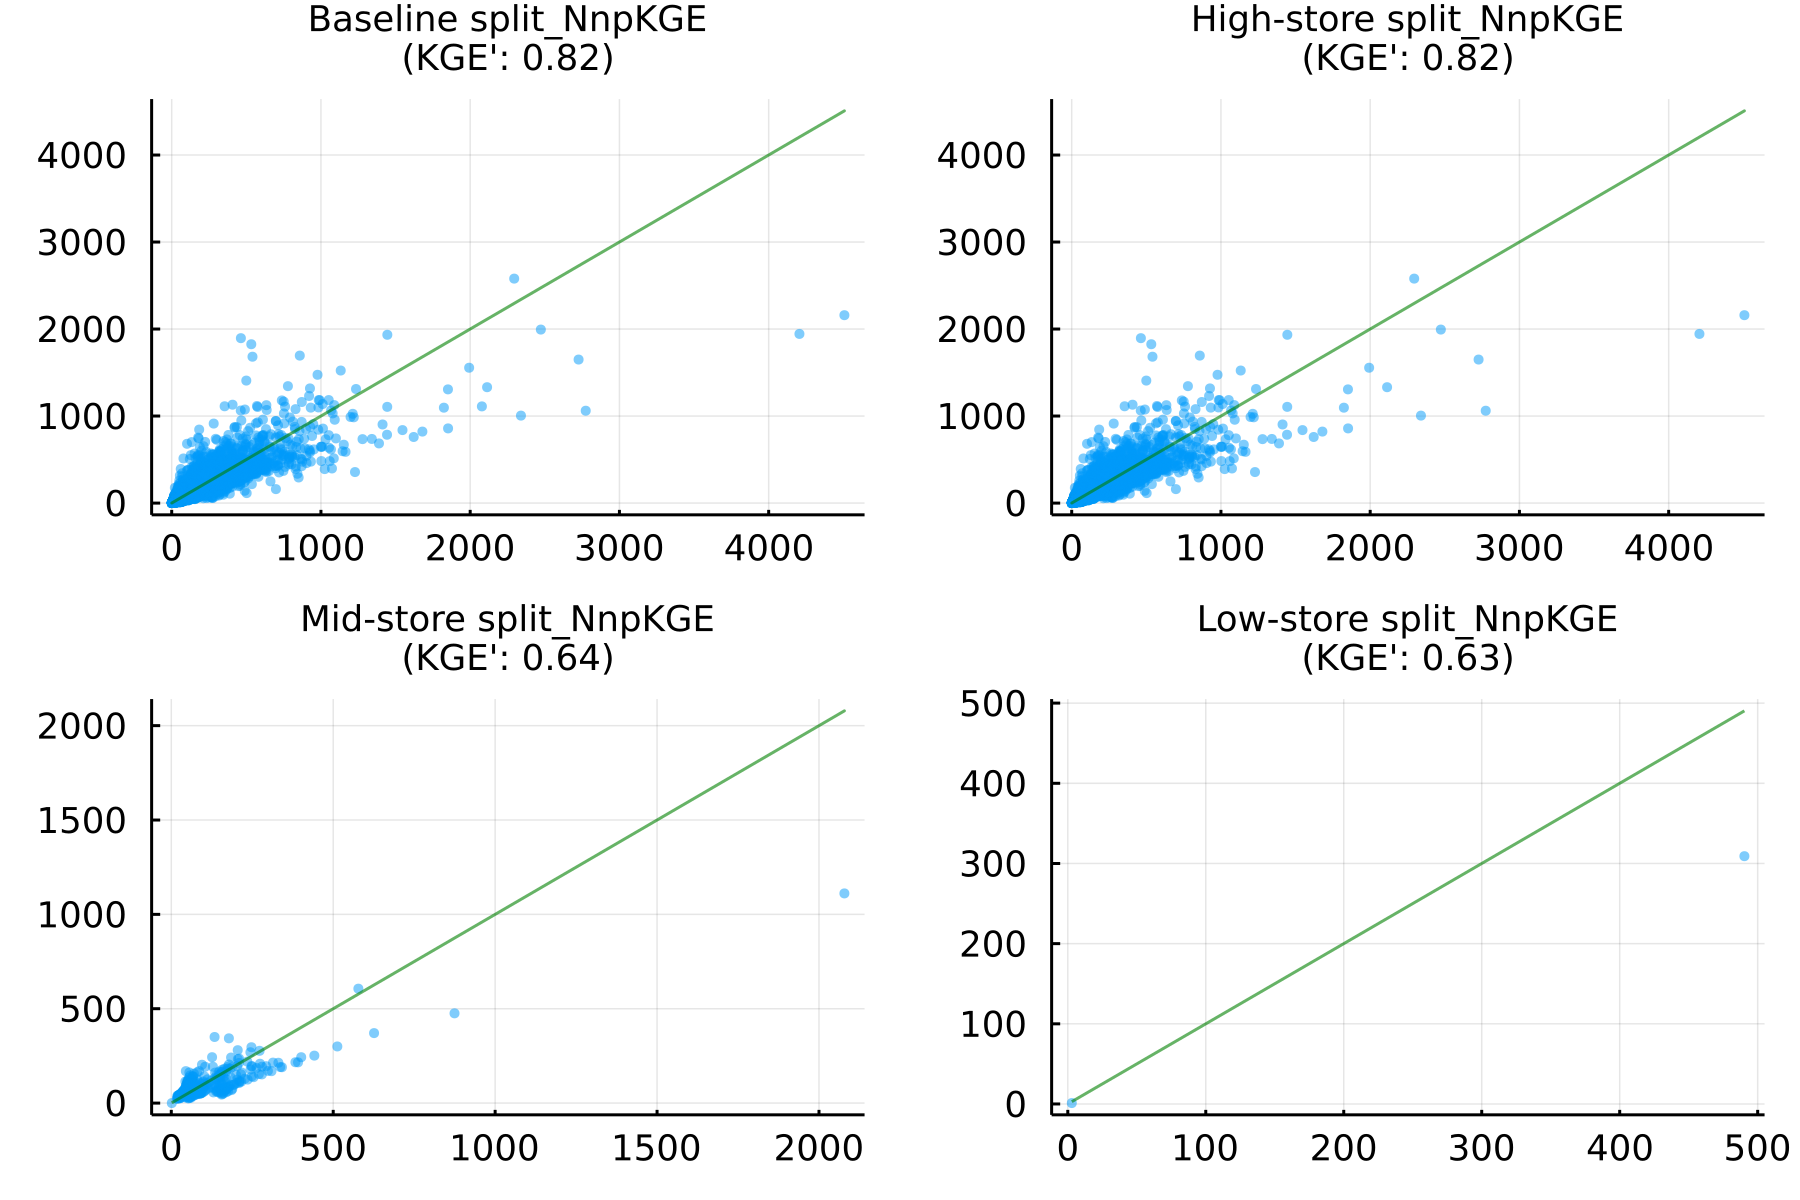 Baseline split_NnpKGE
(KGE': 0.82)
4000
3000
2000
1000
0
0 1000 2000 3000 4000
High-store split_NnpKGE
(KGE': 0.82)
4000
3000
2000
1000
0
0 1000 2000 3000 4000
Mid-store split_NnpKGE
(KGE': 0.64)
2000
1500
1000
500
0
0 500 1000 1500 2000
Low-store split_NnpKGE
(KGE': 0.63)
500
400
300
200
100
0
0 100 200 300 400 500